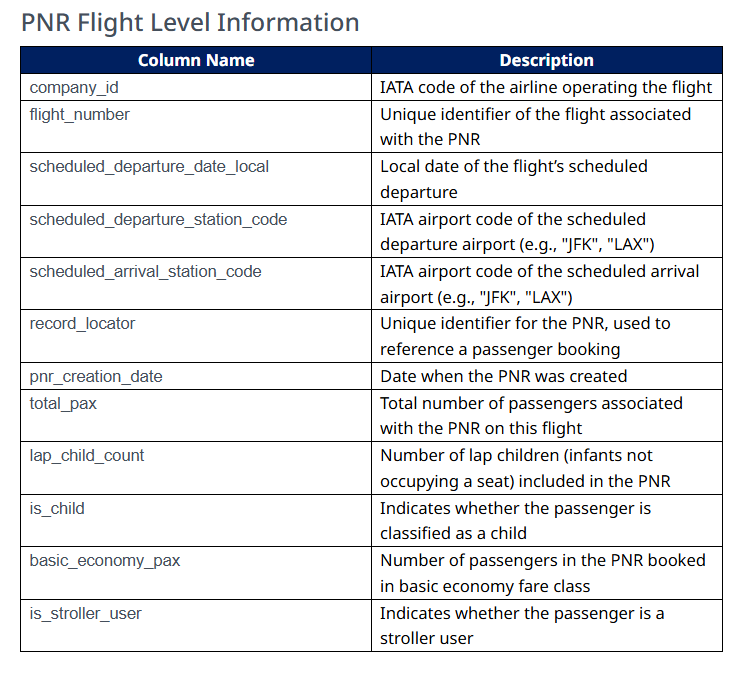 PNR Flight Level Information
Column Name Description
company_id IATA code of the airline operating the flight
flight_number Unique identifier of the flight associated
with the PNR
scheduled_departure_date_local Local date of the flight’s scheduled
departure
scheduled_departure_station_code IATA airport code of the scheduled
departure airport (e.g., "JFK", "LAX")
scheduled_arrival_station_code IATA airport code of the scheduled arrival
airport (e.g., "JFK", "LAX")
record_locator Unique identifier for the PNR, used to
reference a passenger booking
pnr_creation_date Date when the PNR was created
total_pax Total number of passengers associated
with the PNR on this flight
lap_child_count Number of lap children (infants not
occupying a seat) included in the PNR
is_child Indicates whether the passenger is
classified as a child
basic_economy_pax Number of passengers in the PNR booked
in basic economy fare class
is_stroller_user Indicates whether the passenger is a
stroller user